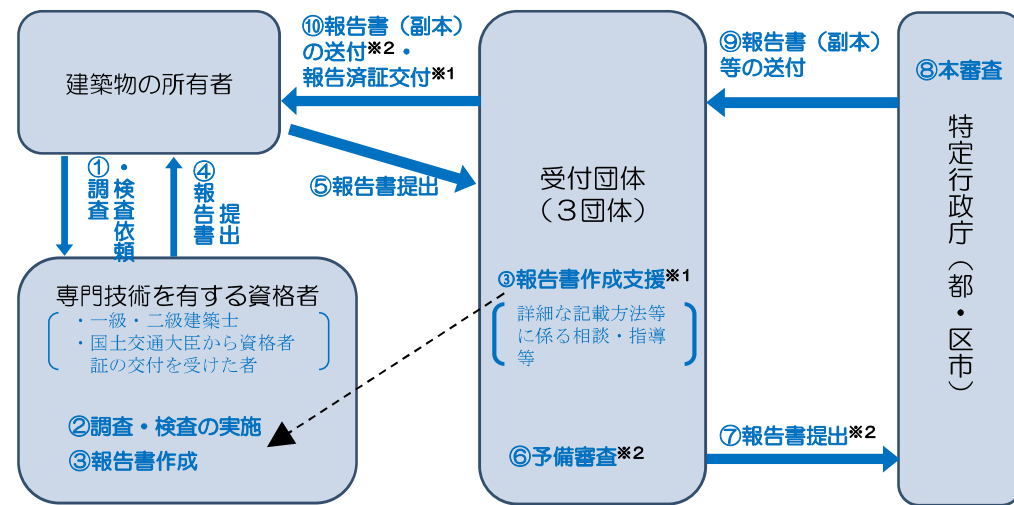 建築物の所有者
⑩報告書（副本）
の送付※2・
報告済証交付※1
⑨報告書（副本）
等の送付
⑧本審査
特定行政庁（都・区市）
①調査
・検査依頼
④報告書
提出
⑤報告書提出
受付団体
（３団体）
③報告書作成支援※1
詳細な記載方法等
に係る相談・指導
等
専門技術を有する資格者
・一級・二級建築士
・国土交通大臣から資格者
証の交付を受けた者
②調査・検査の実施
③報告書作成
⑥予備審査※2
⑦報告書提出※2